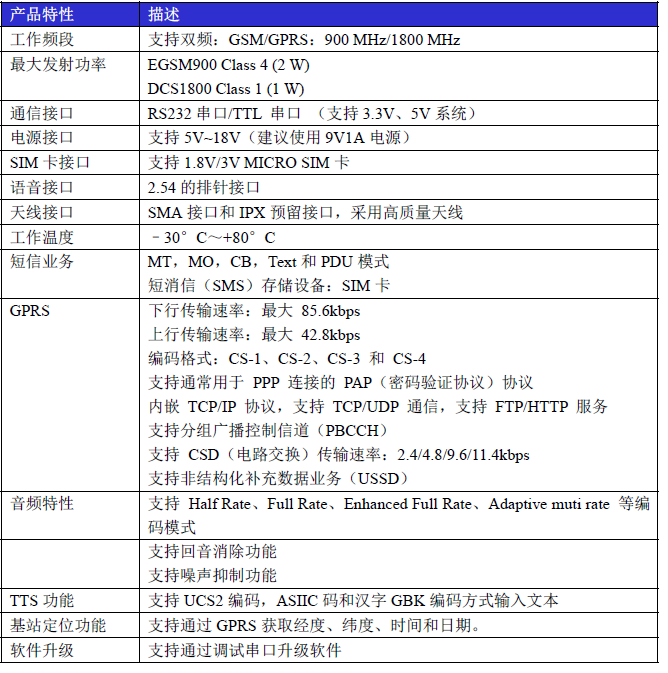 产品特性 描述
工作频段 支持双频：GSM/GPRS：900 MHz/1800 MHz
最大发射功率 EGSM900 Class 4 (2 W)
DCS1800 Class 1 (1 W)
通信接口 RS232 串口/TTL 串口 （支持 3.3V、5V 系统）
电源接口 支持 5V~18V（建议使用 9V1A 电源）
SIM 卡接口 支持 1.8V/3V MICRO SIM 卡
语音接口 2.54 的排针接口
天线接口 SMA 接口和 IPX 预留接口，采用高质量天线
工作温度 －30°C～+80°C
短信业务 MT，MO，CB，Text 和 PDU 模式
短消信（SMS）存储设备：SIM 卡
GPRS 下行传输速率：最大 85.6kbps
上行传输速率：最大 42.8kbps
编码格式：CS-1、CS-2、CS-3 和 CS-4
支持通常用于 PPP 连接的 PAP（密码验证协议）协议
内嵌 TCP/IP 协议，支持 TCP/UDP 通信，支持 FTP/HTTP 服务
支持分组广播控制信道（PBCCH）
支持 CSD（电路交换）传输速率：2.4/4.8/9.6/11.4kbps
支持非结构化补充数据业务（USSD）
音频特性 支持 Half Rate、Full Rate、Enhanced Full Rate、Adaptive muti rate 等编
码模式
支持回音消除功能
支持噪声抑制功能
TTS 功能 支持 UCS2 编码，ASIIC 码和汉字 GBK 编码方式输入文本
基站定位功能 支持通过 GPRS 获取经度、纬度、时间和日期。
软件升级 支持通过调试串口升级软件